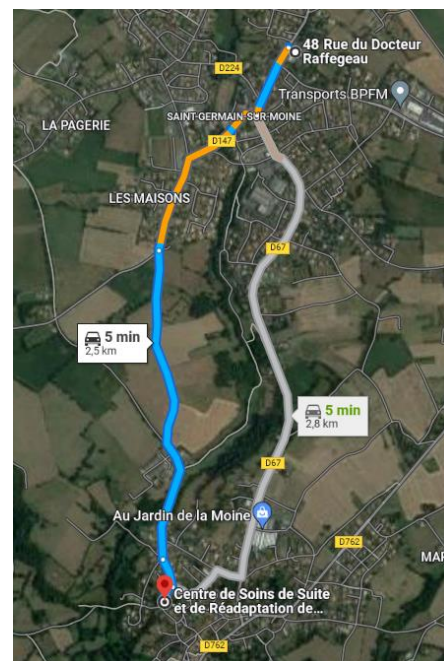 48 Rue du Docteur
Raffegeau
D224
Transports BPFM
LA PAGERIE
SAINT-GERMAIN-SUR-MOINE
D147
LES MAISONS
D67
5 min
2,5 km
5 min
2,8 km
D67
Au Jardin de la Moine
D762
MAR
Centre de Soins de Suite
et de Réadaptation de…
D762